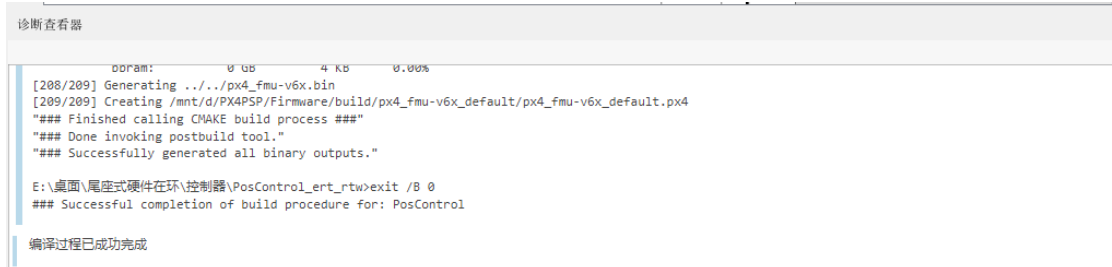 诊断查看器
bbram: 0 GB 4 KB 0.00%
[208/209] Generating ../../px4_fmu-v6x.bin
[209/209] Creating /mnt/d/PX4PSP/Firmware/build/px4_fmu-v6x_default/px4_fmu-v6x_default.px4
"### Finished calling CMAKE build process ###"
"### Done invoking postbuild tool."
"### Successfully generated all binary outputs."
E:\桌面\尾座式硬件在环\控制器\PosControl_ert_rtw>exit /B 0
### Successful completion of build procedure for: PosControl
编译过程已成功完成